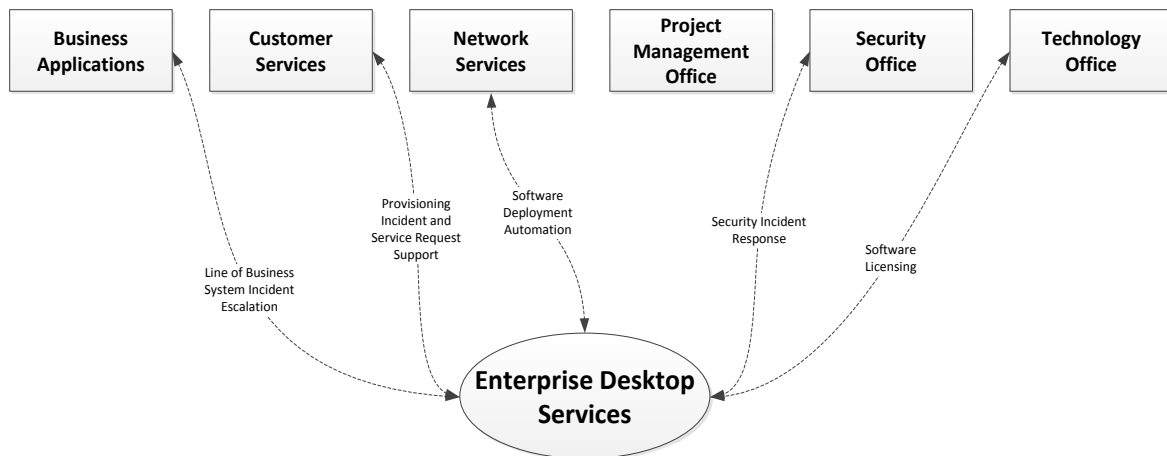 Business
Applications
Customer
Services
Network
Services
Project
Management
Office
Security
Office
Technology
Office
Provisioning
Incident and
Service Request
Support
Software
Deployment
Automation
Security Incident
Response
Software
Licensing
Line of Business
System Incident
Escalation
Enterprise Desktop
Services